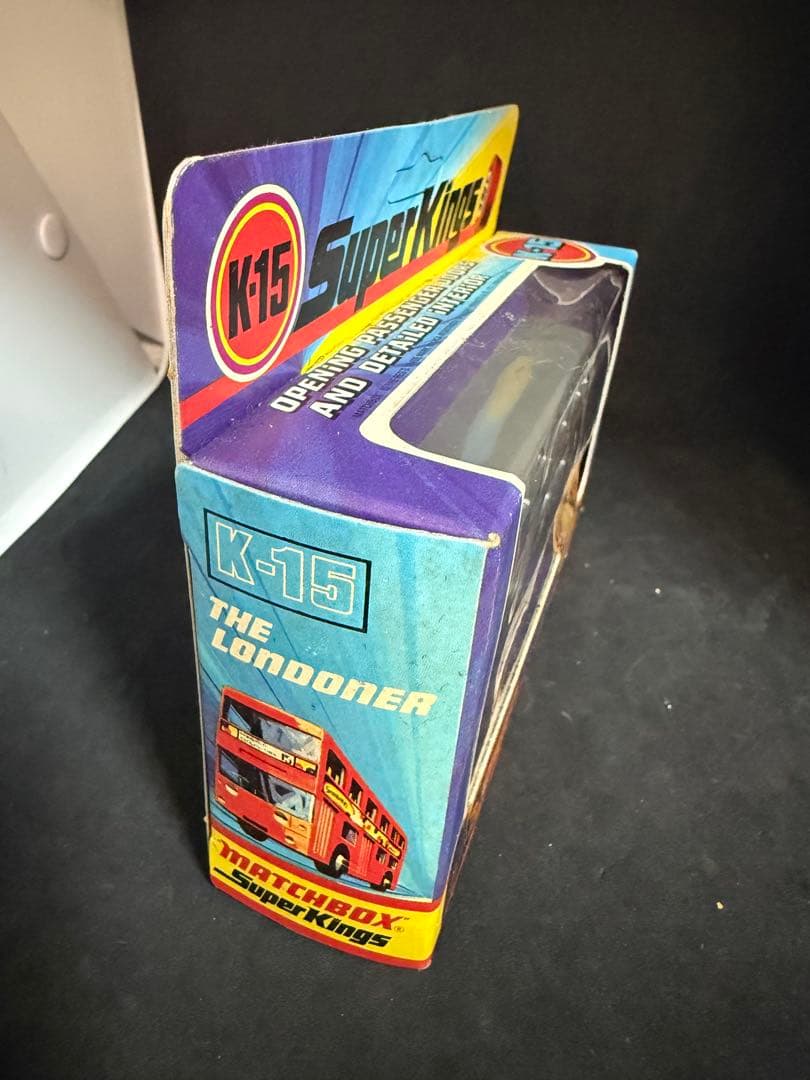 K-15
SuperKings
K-15
OPENING PASSENGER DOORS
AND DETAILED INTERIOR
K-15
THE
LONDONER
MATCHBOX®
SuperKings